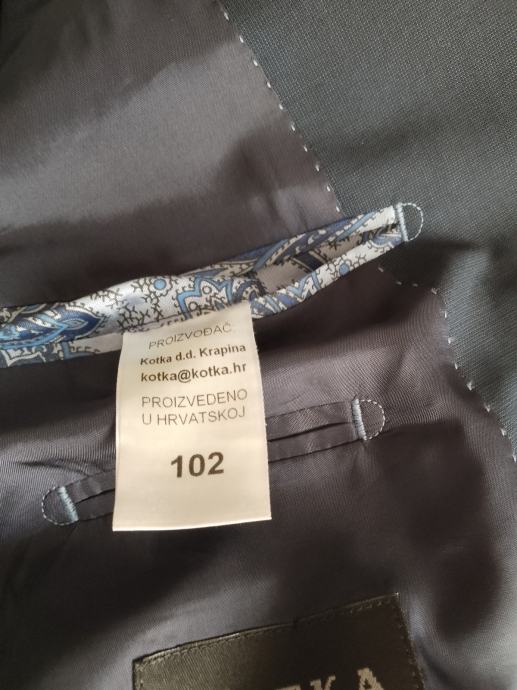 PROIZVOĐAČ:
Kotka d.d. Krapina
kotka@kotka.hr
PROIZVEDENO
U HRVATSKOJ
102